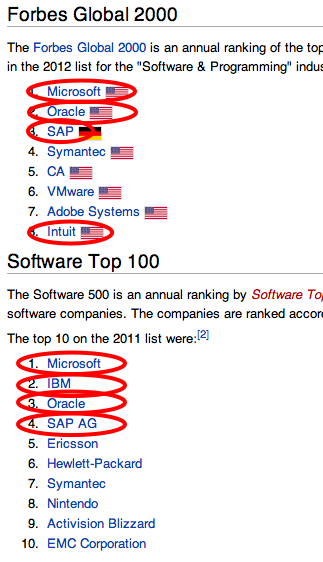 Forbes Global 2000
The Forbes Global 2000 is an annual ranking of the top
in the 2012 list for the "Software & Programming" indus
1. Microsoft
2. Oracle
3. SAP
4. Symantec
5. CA
6. VMware
7. Adobe Systems
8. Intuit
Software Top 100
The Software 500 is an annual ranking by Software To
software companies. The companies are ranked accor
The top 10 on the 2011 list were:[2]
1. Microsoft
2. IBM
3. Oracle
4. SAP AG
5. Ericsson
6. Hewlett-Packard
7. Symantec
8. Nintendo
9. Activision Blizzard
10. EMC Corporation